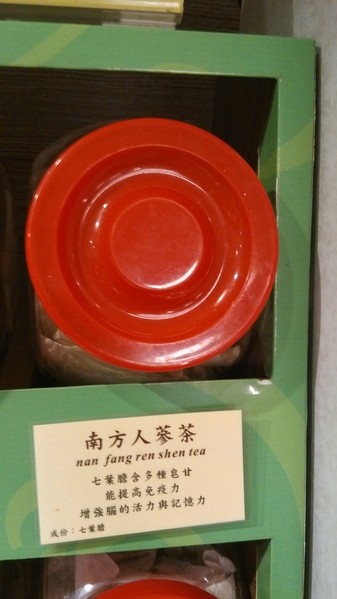 南方人蔘茶
nan fang ren shen tea
七葉膽含多種皂甘
能提高免疫力
增強腦的活力與記憶力
成份：七葉膽